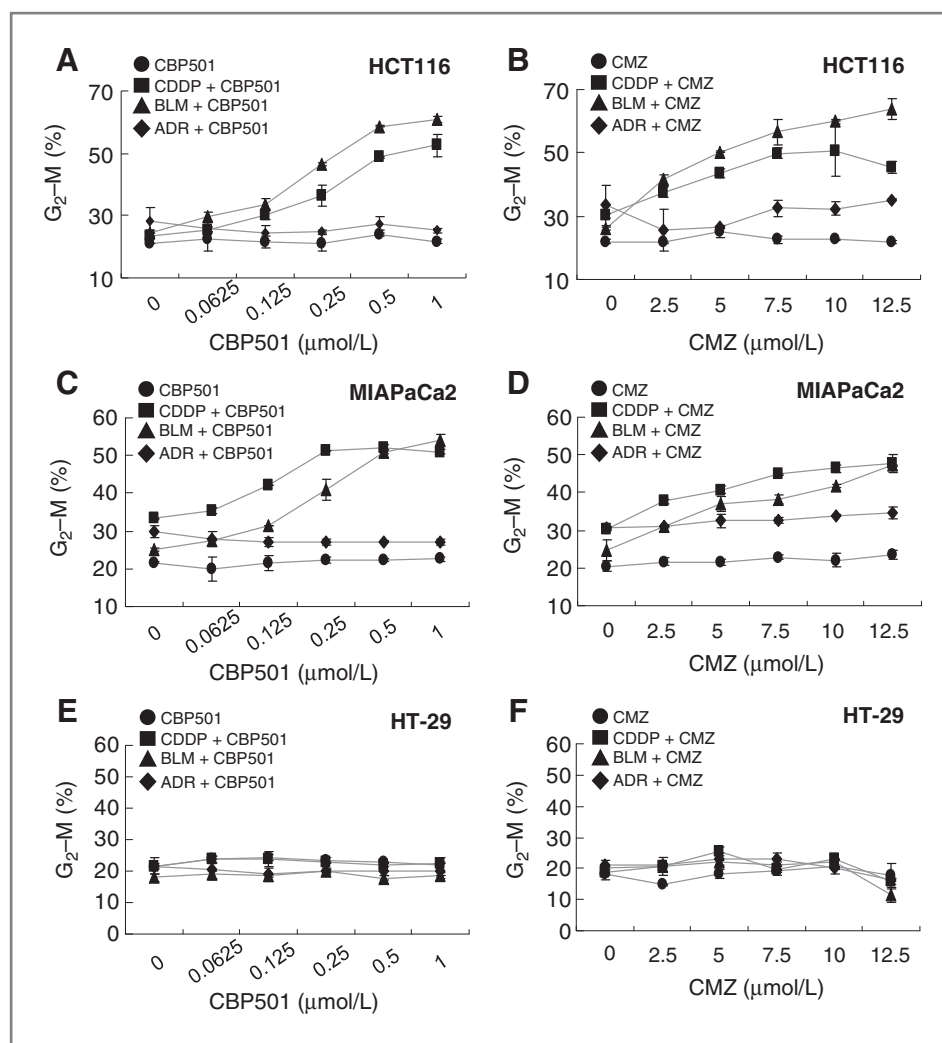 A
CBP501
CDDP + CBP501
BLM + CBP501
ADR + CBP501
HCT116
70
50
30
10
G₂–M (%)
0
0.0625
0.125
0.25
0.5
1
CBP501 (μmol/L)
B
CMZ
CDDP + CMZ
BLM + CMZ
ADR + CMZ
HCT116
70
50
30
10
G₂–M (%)
0
2.5
5
7.5
10
12.5
CMZ (μmol/L)
C
CBP501
CDDP + CBP501
BLM + CBP501
ADR + CBP501
MIAPaCa2
60
50
40
30
20
10
G₂–M (%)
0
0.0625
0.125
0.25
0.5
1
CBP501 (μmol/L)
D
CMZ
CDDP + CMZ
BLM + CMZ
ADR + CMZ
MIAPaCa2
60
50
40
30
20
10
G₂–M (%)
0
2.5
5
7.5
10
12.5
CMZ (μmol/L)
E
CBP501
CDDP + CBP501
BLM + CBP501
ADR + CBP501
HT-29
60
50
40
30
20
10
0
G₂–M (%)
0
0.0625
0.125
0.25
0.5
1
CBP501 (μmol/L)
F
CMZ
CDDP + CMZ
BLM + CMZ
ADR + CMZ
HT-29
60
50
40
30
20
10
0
G₂–M (%)
0
2.5
5
7.5
10
12.5
CMZ (μmol/L)